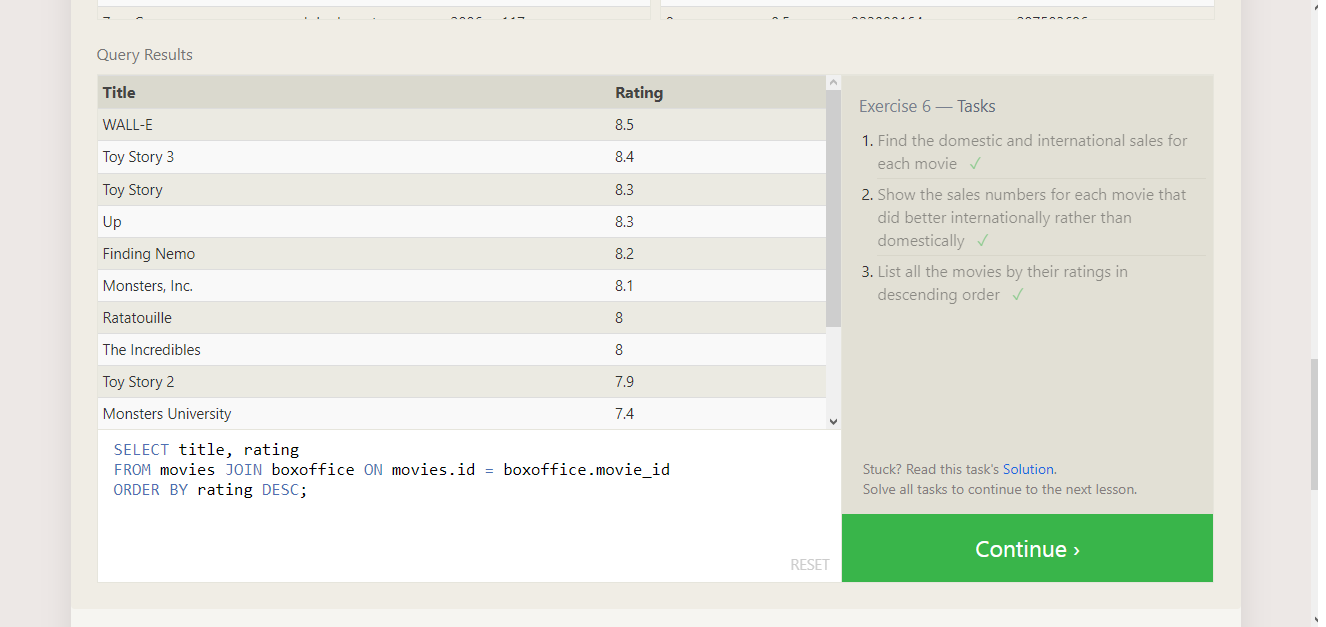 Query Results
Title Rating
WALL-E 8.5
Toy Story 3 8.4
Toy Story 8.3
Up 8.3
Finding Nemo 8.2
Monsters, Inc. 8.1
Ratatouille 8
The Incredibles 8
Toy Story 2 7.9
Monsters University 7.4
SELECT title, rating
FROM movies JOIN boxoffice ON movies.id = boxoffice.movie_id
ORDER BY rating DESC;
RESET
Exercise 6 — Tasks
1. Find the domestic and international sales for
each movie ✓
2. Show the sales numbers for each movie that
did better internationally rather than
domestically ✓
3. List all the movies by their ratings in
descending order ✓
Stuck? Read this task's Solution.
Solve all tasks to continue to the next lesson.
Continue ›